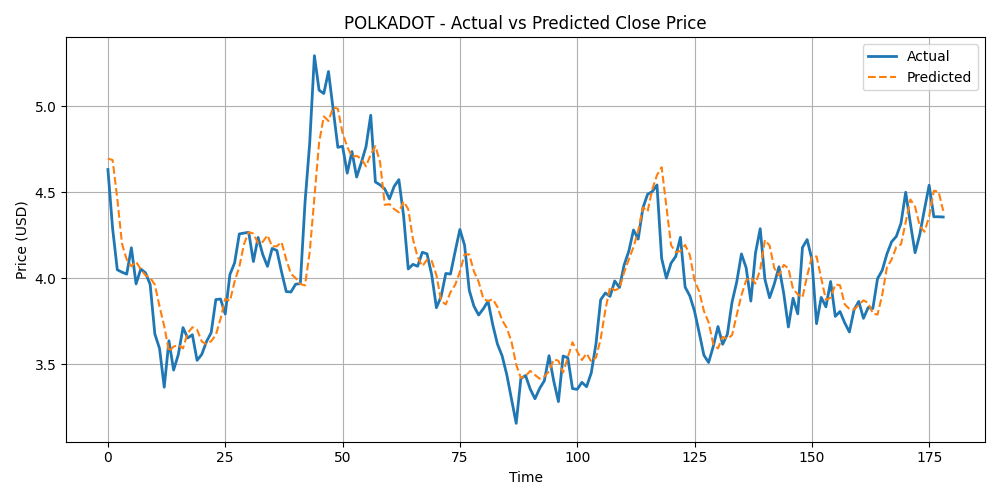 POLKADOT - Actual vs Predicted Close Price
Actual
Predicted
Price (USD)
5.0
4.5
4.0
3.5
0 25 50 75 100 125 150 175
Time